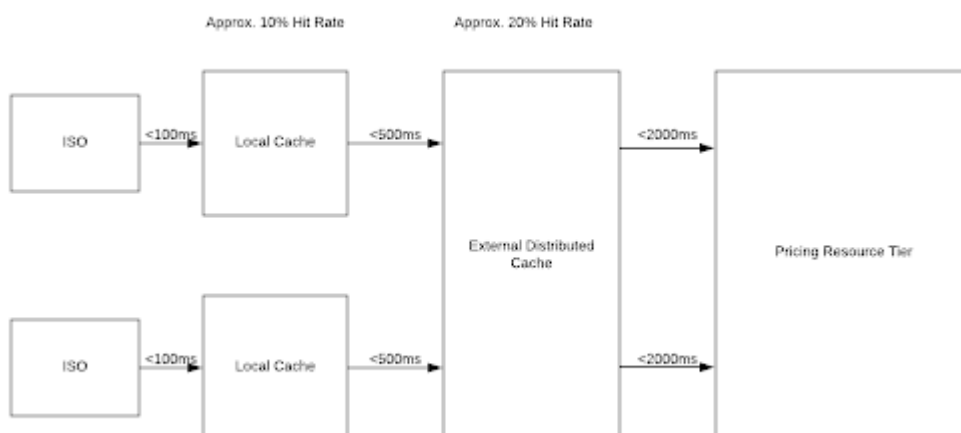 Approx. 10% Hit Rate
Approx. 20% Hit Rate
ISO
<100ms
Local Cache
<500ms
<2000ms
External Distributed
Cache
Pricing Resource Tier
ISO
<100ms
Local Cache
<500ms
<2000ms